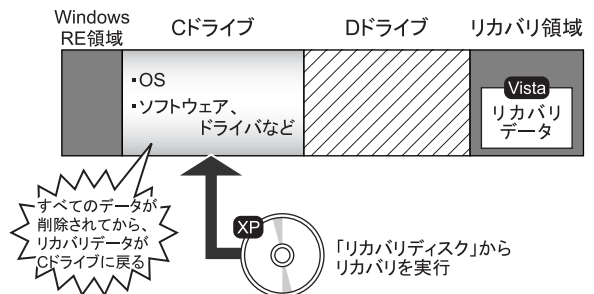 Windows
RE領域
Cドライブ
Dドライブ
リカバリ領域
・OS
・ソフトウェア、
ドライバなど
Vista
リカバリ
データ
すべてのデータが
削除されてから、
リカバリデータが
Cドライブに戻る
XP
「リカバリディスク」から
リカバリを実行